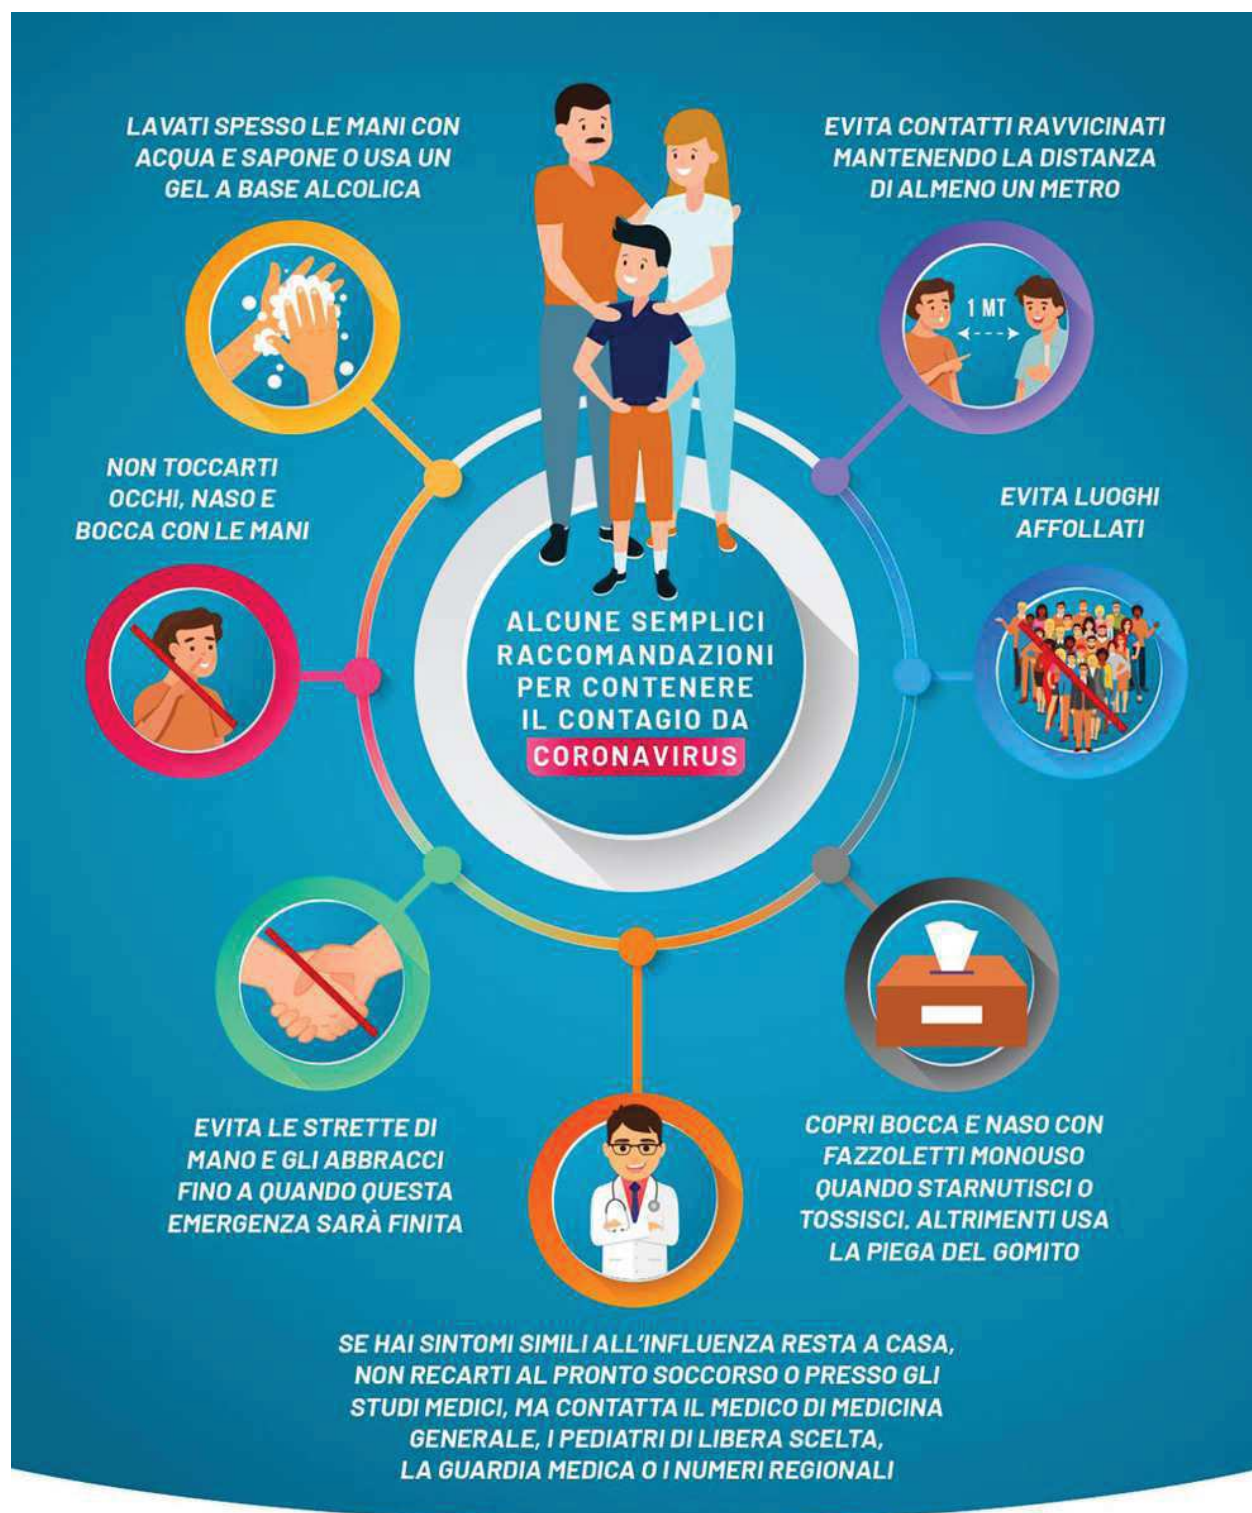 LAVATI SPESSO LE MANI CON
ACQUA E SAPONE O USA UN
GEL A BASE ALCOLICA
EVITA CONTATTI RAVVICINATI
MANTENENDO LA DISTANZA
DI ALMENO UN METRO
1 MT
NON TOCCARTI
OCCHI, NASO E
BOCCA CON LE MANI
EVITA LUOGHI
AFFOLLATI
ALCUNE SEMPLICI
RACCOMANDAZIONI
PER CONTENERE
IL CONTAGIO DA
CORONAVIRUS
EVITA LE STRETTE DI
MANO E GLI ABBRACCI
FINO A QUANDO QUESTA
EMERGENZA SARÀ FINITA
COPRI BOCCA E NASO CON
FAZZOLETTI MONOUSO
QUANDO STARNUTISCI O
TOSSISCI. ALTRIMENTI USA
LA PIEGA DEL GOMITO
SE HAI SINTOMI SIMILI ALL'INFLUENZA RESTA A CASA,
NON RECARTI AL PRONTO SOCCORSO O PRESSO GLI
STUDI MEDICI, MA CONTATTA IL MEDICO DI MEDICINA
GENERALE, I PEDIATRI DI LIBERA SCELTA,
LA GUARDIA MEDICA O I NUMERI REGIONALI